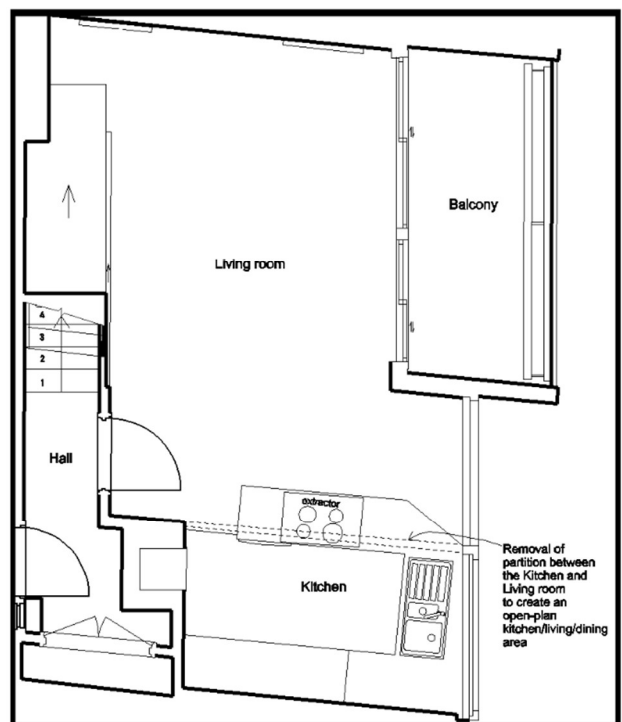 Balcony
Living room
4
3
2
1
Hall
extractor
Kitchen
Removal of
partition between
the Kitchen and
Living room
to create an
open-plan
kitchen/living/dining
area